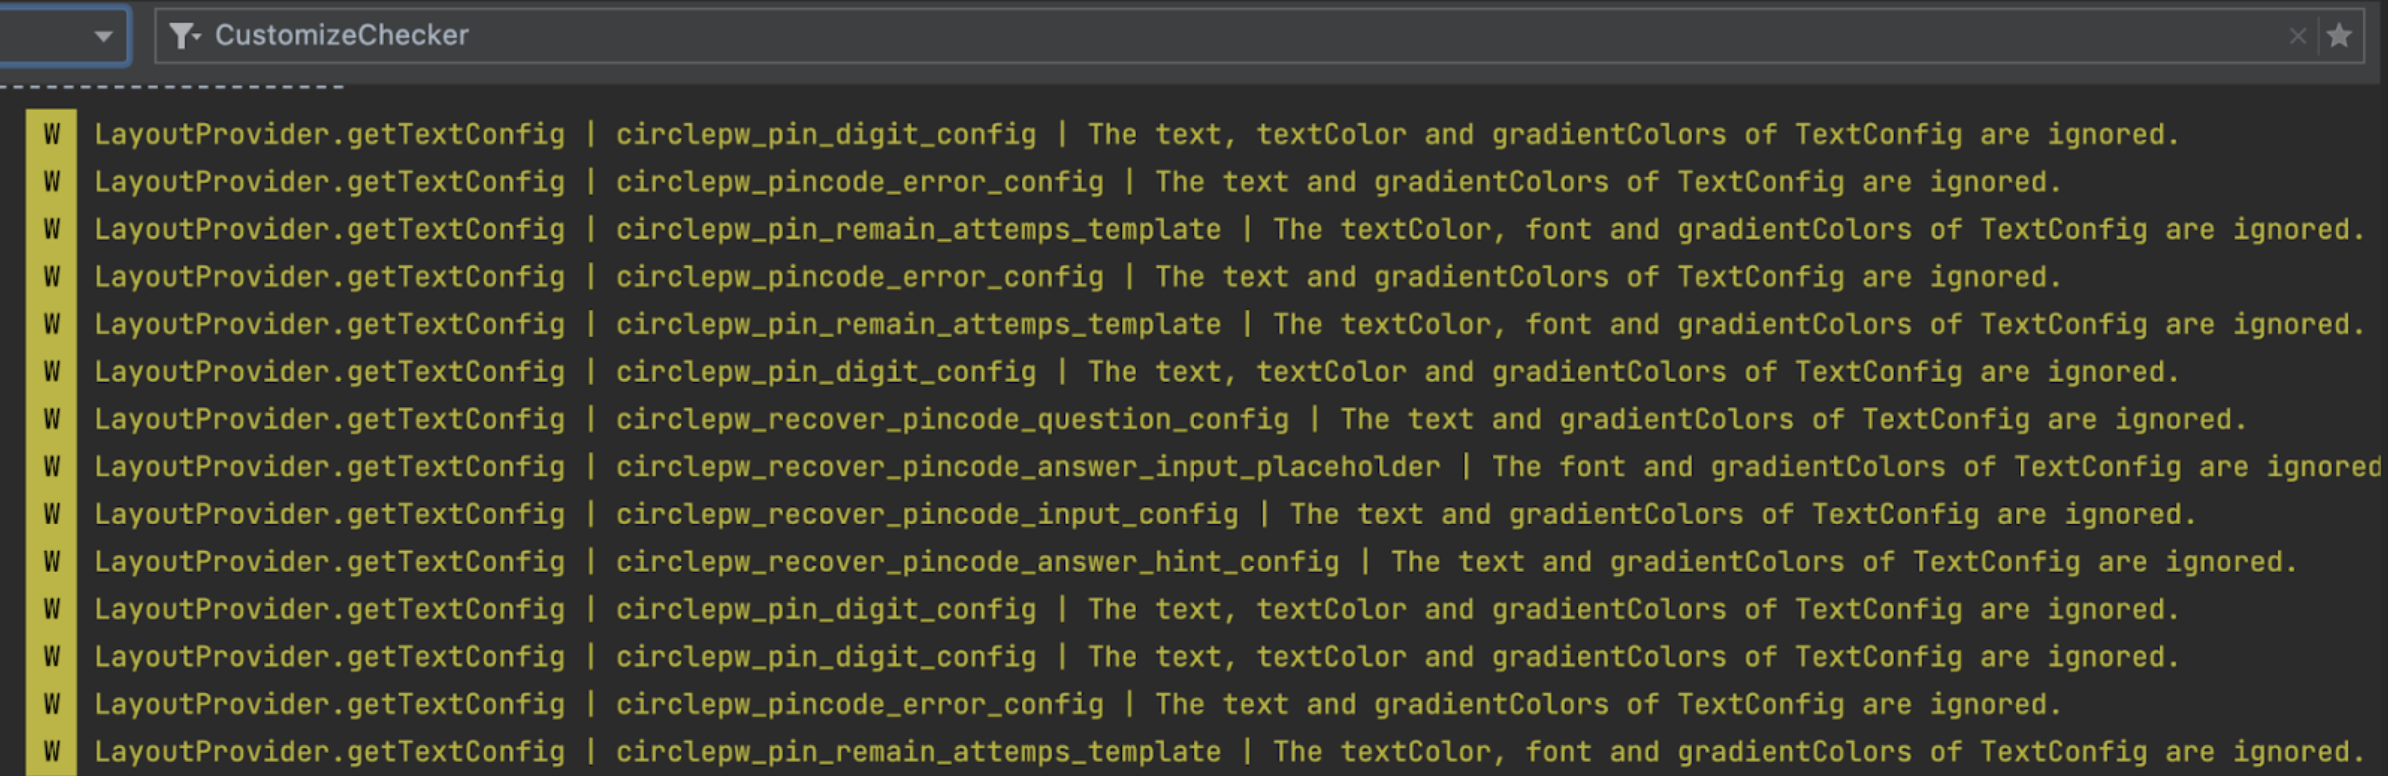 CustomizeChecker
--------------------
W LayoutProvider.getTextConfig | circlepw_pin_digit_config | The text, textColor and gradientColors of TextConfig are ignored.
W LayoutProvider.getTextConfig | circlepw_pincode_error_config | The text and gradientColors of TextConfig are ignored.
W LayoutProvider.getTextConfig | circlepw_pin_remain_attemps_template | The textColor, font and gradientColors of TextConfig are ignored.
W LayoutProvider.getTextConfig | circlepw_pincode_error_config | The text and gradientColors of TextConfig are ignored.
W LayoutProvider.getTextConfig | circlepw_pin_remain_attemps_template | The textColor, font and gradientColors of TextConfig are ignored.
W LayoutProvider.getTextConfig | circlepw_pin_digit_config | The text, textColor and gradientColors of TextConfig are ignored.
W LayoutProvider.getTextConfig | circlepw_recover_pincode_question_config | The text and gradientColors of TextConfig are ignored.
W LayoutProvider.getTextConfig | circlepw_recover_pincode_answer_input_placeholder | The font and gradientColors of TextConfig are ignored
W LayoutProvider.getTextConfig | circlepw_recover_pincode_input_config | The text and gradientColors of TextConfig are ignored.
W LayoutProvider.getTextConfig | circlepw_recover_pincode_answer_hint_config | The text and gradientColors of TextConfig are ignored.
W LayoutProvider.getTextConfig | circlepw_pin_digit_config | The text, textColor and gradientColors of TextConfig are ignored.
W LayoutProvider.getTextConfig | circlepw_pin_digit_config | The text, textColor and gradientColors of TextConfig are ignored.
W LayoutProvider.getTextConfig | circlepw_pincode_error_config | The text and gradientColors of TextConfig are ignored.
W LayoutProvider.getTextConfig | circlepw_pin_remain_attemps_template | The textColor, font and gradientColors of TextConfig are ignored.